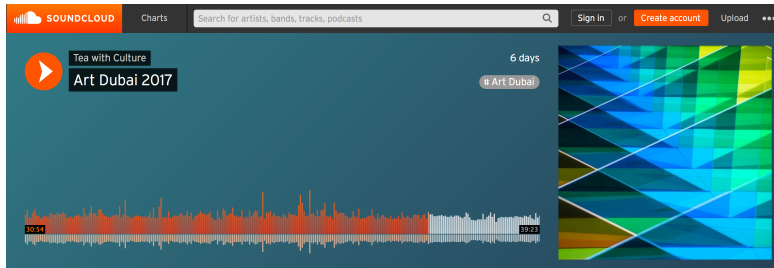 SOUNDCLOUD
Charts
Search for artists, bands, tracks, podcasts
Sign in or Create account Upload
Tea with Culture
6 days
Art Dubai 2017
# Art Dubai
30:54
39:23